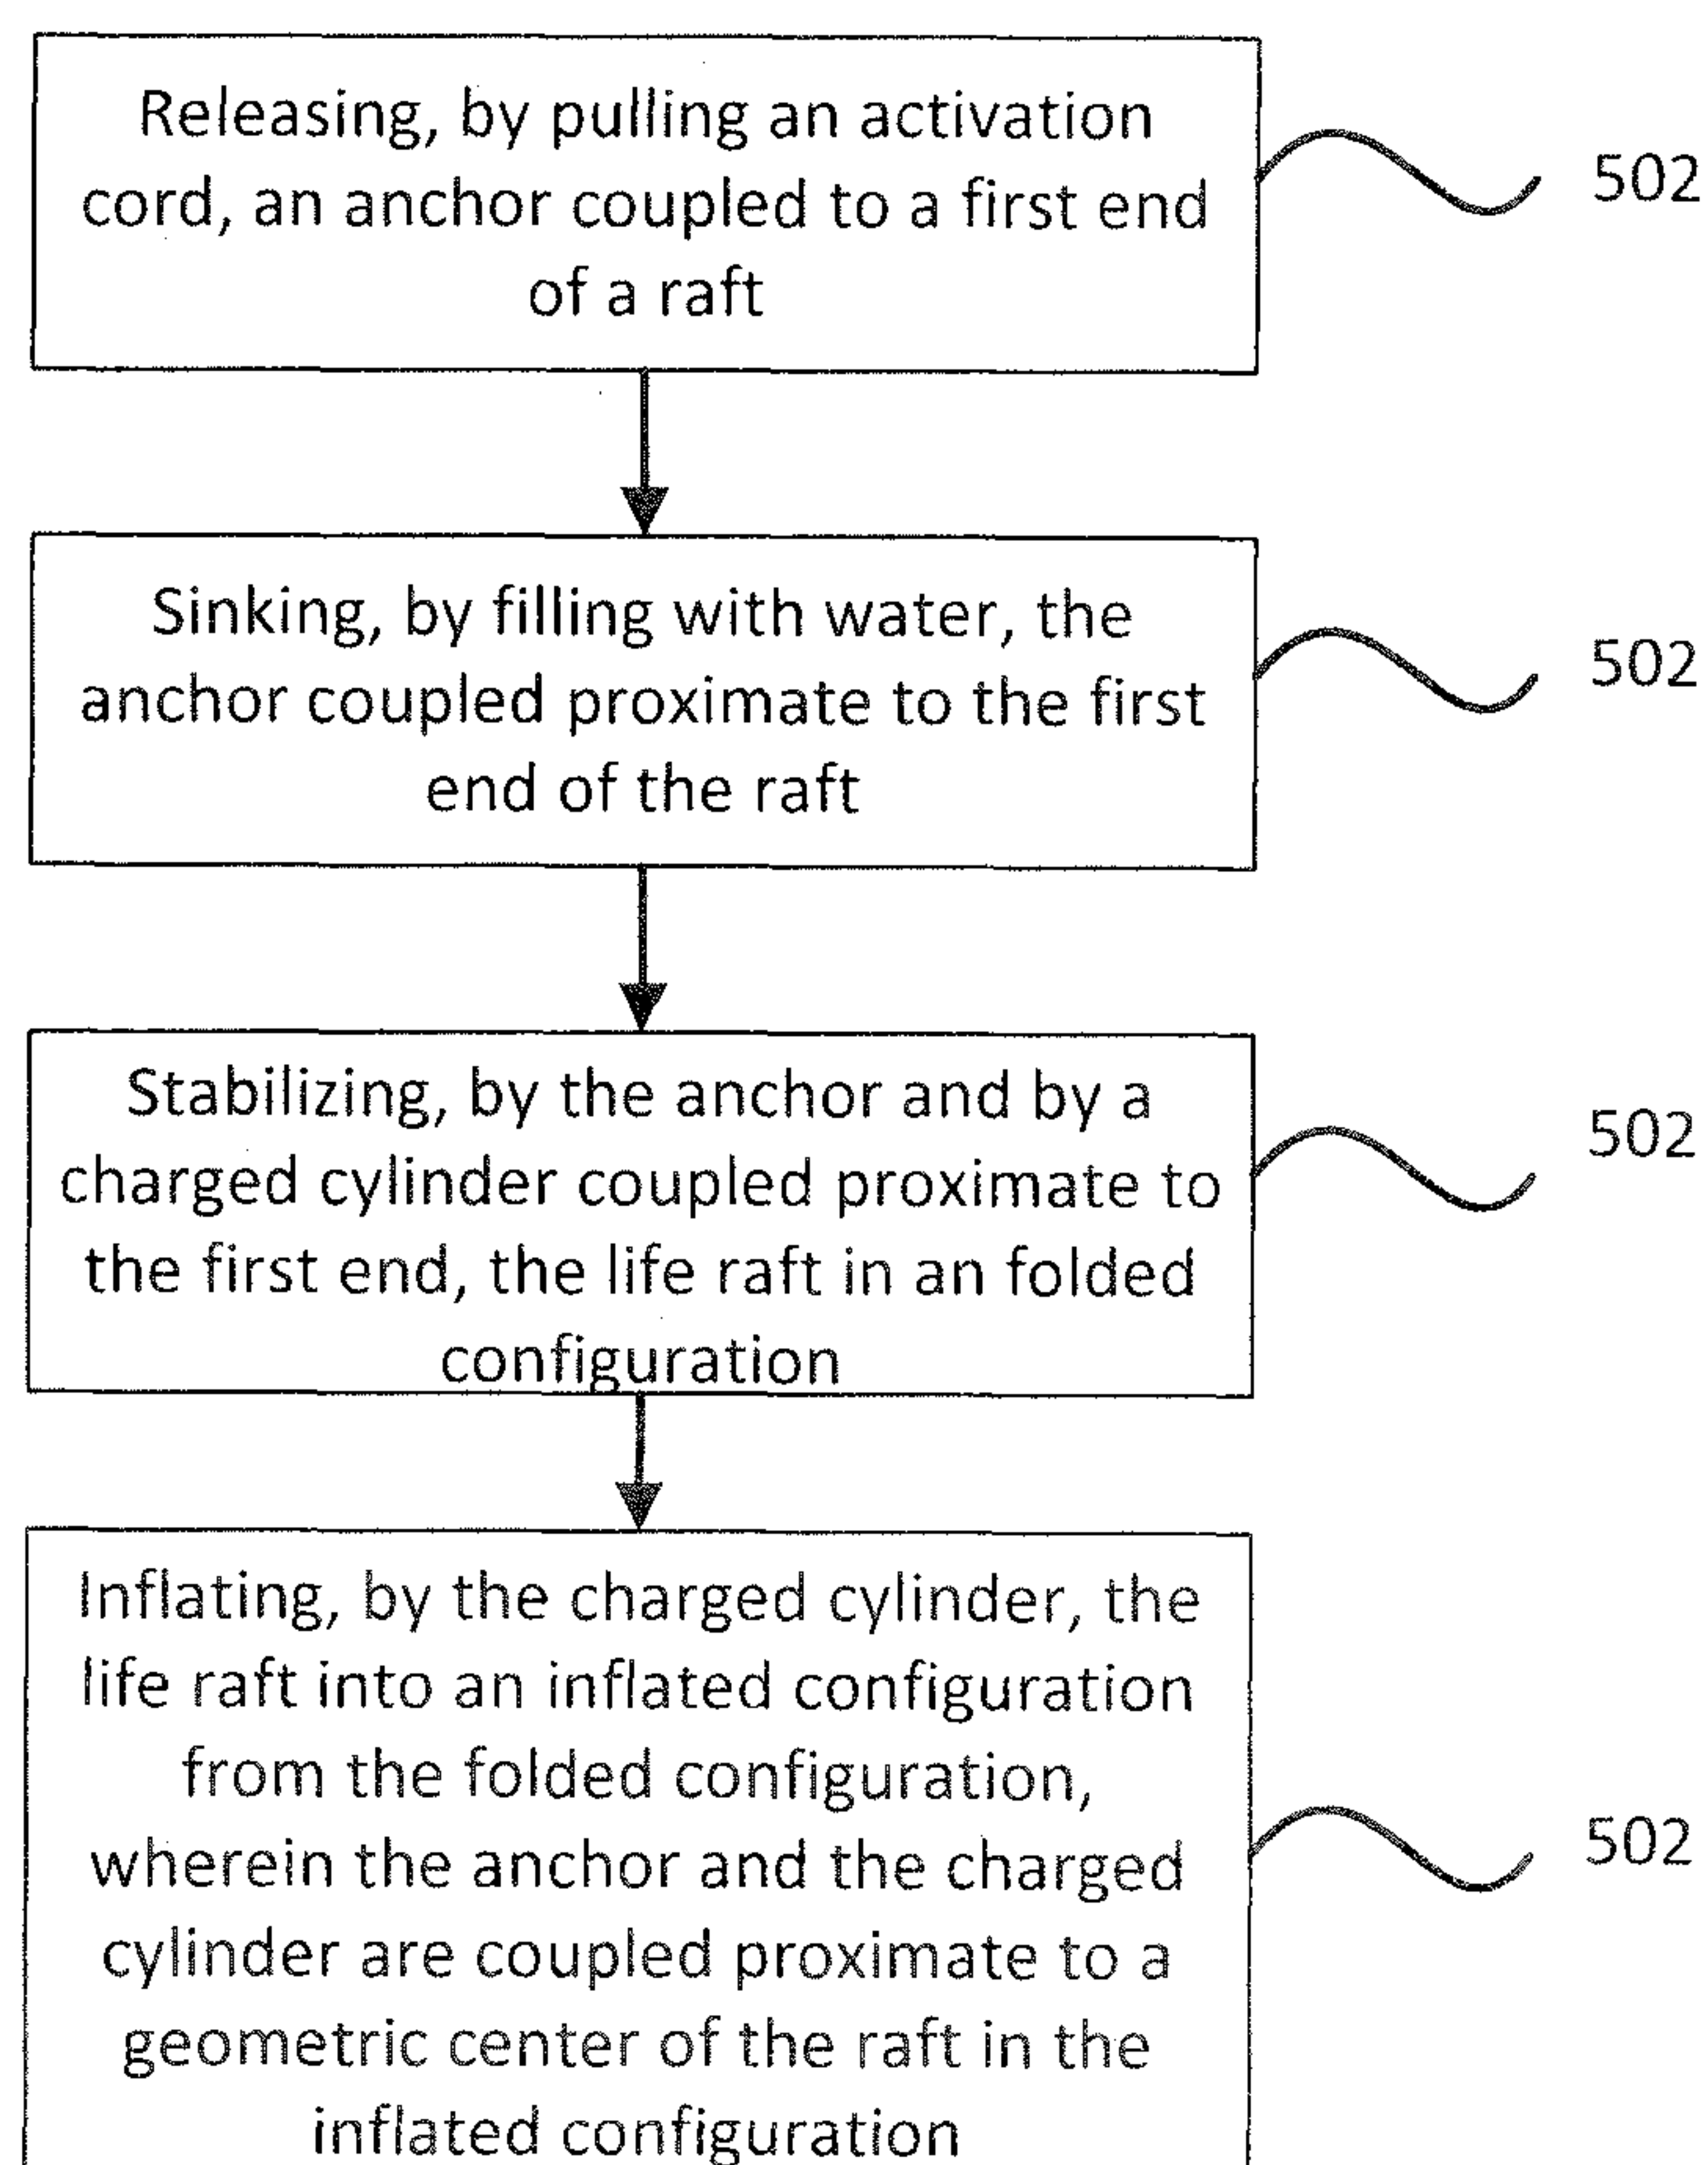 Releasing, by pulling an activation
cord, an anchor coupled to a first end
of a raft
502
Sinking, by filling with water, the
anchor coupled proximate to the first
end of the raft
502
Stabilizing, by the anchor and by a
charged cylinder coupled proximate to
the first end, the life raft in an folded
configuration
502
Inflating, by the charged cylinder, the
life raft into an inflated configuration
from the folded configuration,
wherein the anchor and the charged
cylinder are coupled proximate to a
geometric center of the raft in the
inflated configuration
502